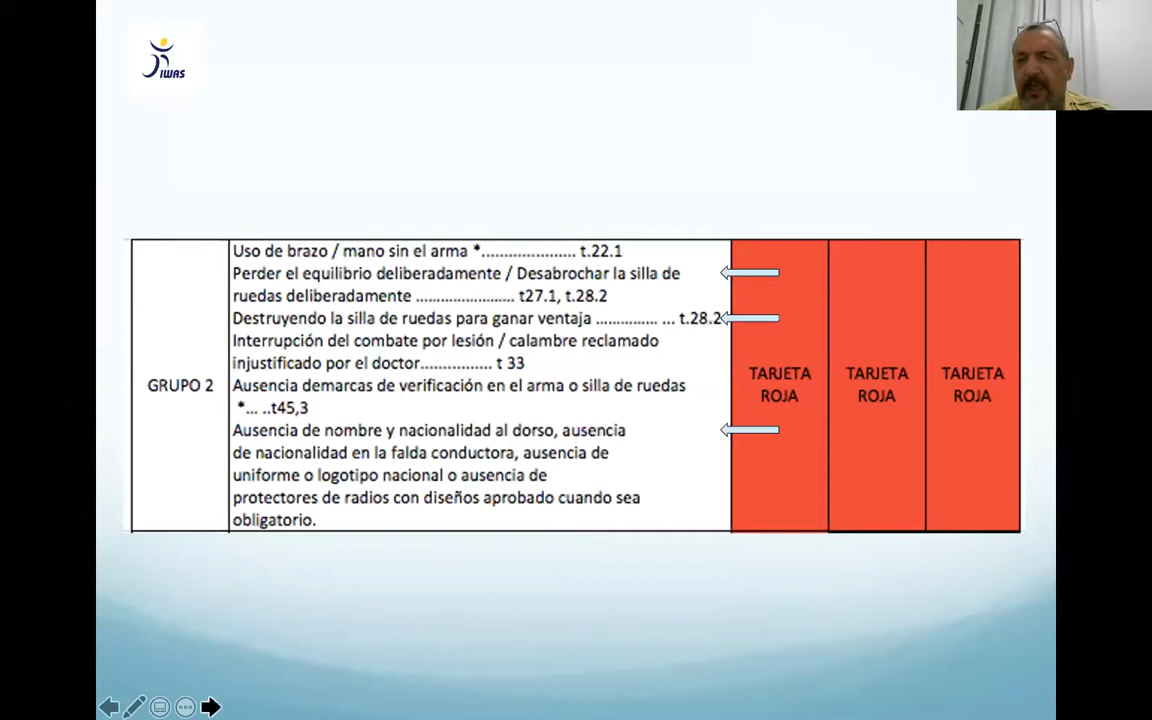 IWAS
Uso de brazo / mano sin el arma *..................... t.22.1
Perder el equilibrio deliberadamente / Desabrochar la silla de
ruedas deliberadamente ....................... t27.1, t.28.2
Destruyendo la silla de ruedas para ganar ventaja ............... ... t.28.2
Interrupción del combate por lesión / calambre reclamado
injustificado por el doctor................ t 33
GRUPO 2
Ausencia demarcas de verificación en el arma o silla de ruedas
*... ..t45,3
Ausencia de nombre y nacionalidad al dorso, ausencia
de nacionalidad en la falda conductora, ausencia de
uniforme o logotipo nacional o ausencia de
protectores de radios con diseños aprobado cuando sea
obligatorio.
TARJETA
ROJA
TARJETA
ROJA
TARJETA
ROJA